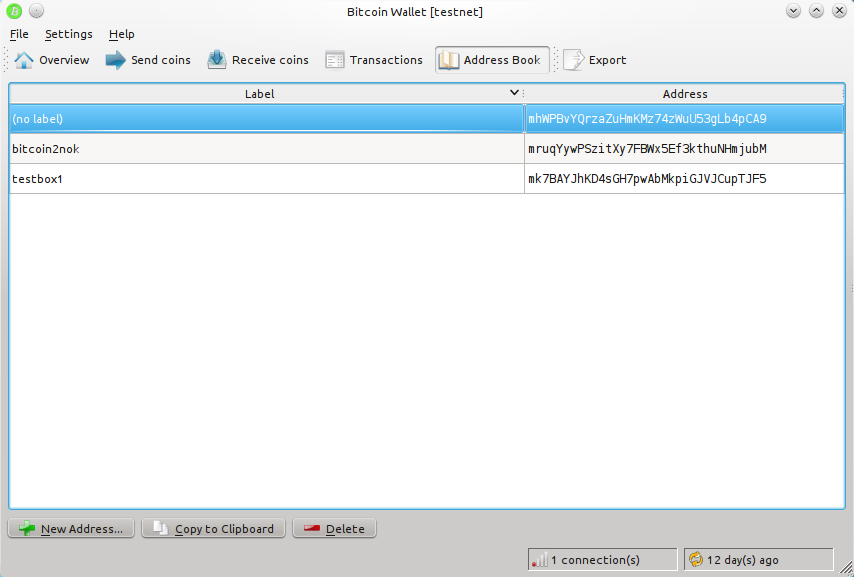 Bitcoin Wallet [testnet]
File Settings Help
Overview Send coins Receive coins Transactions Address Book Export
Label Address
(no label) mhWPBvYQrzaZuHmKMz74zWuU53gLb4pCA9
bitcoin2nok mruqYywPSzitXy7FBWx5Ef3kthuNHmjubM
testbox1 mk7BAYJhKD4sGH7pwAbMkpiGJVJCupTJF5
New Address... Copy to Clipboard Delete
1 connection(s) 12 day(s) ago